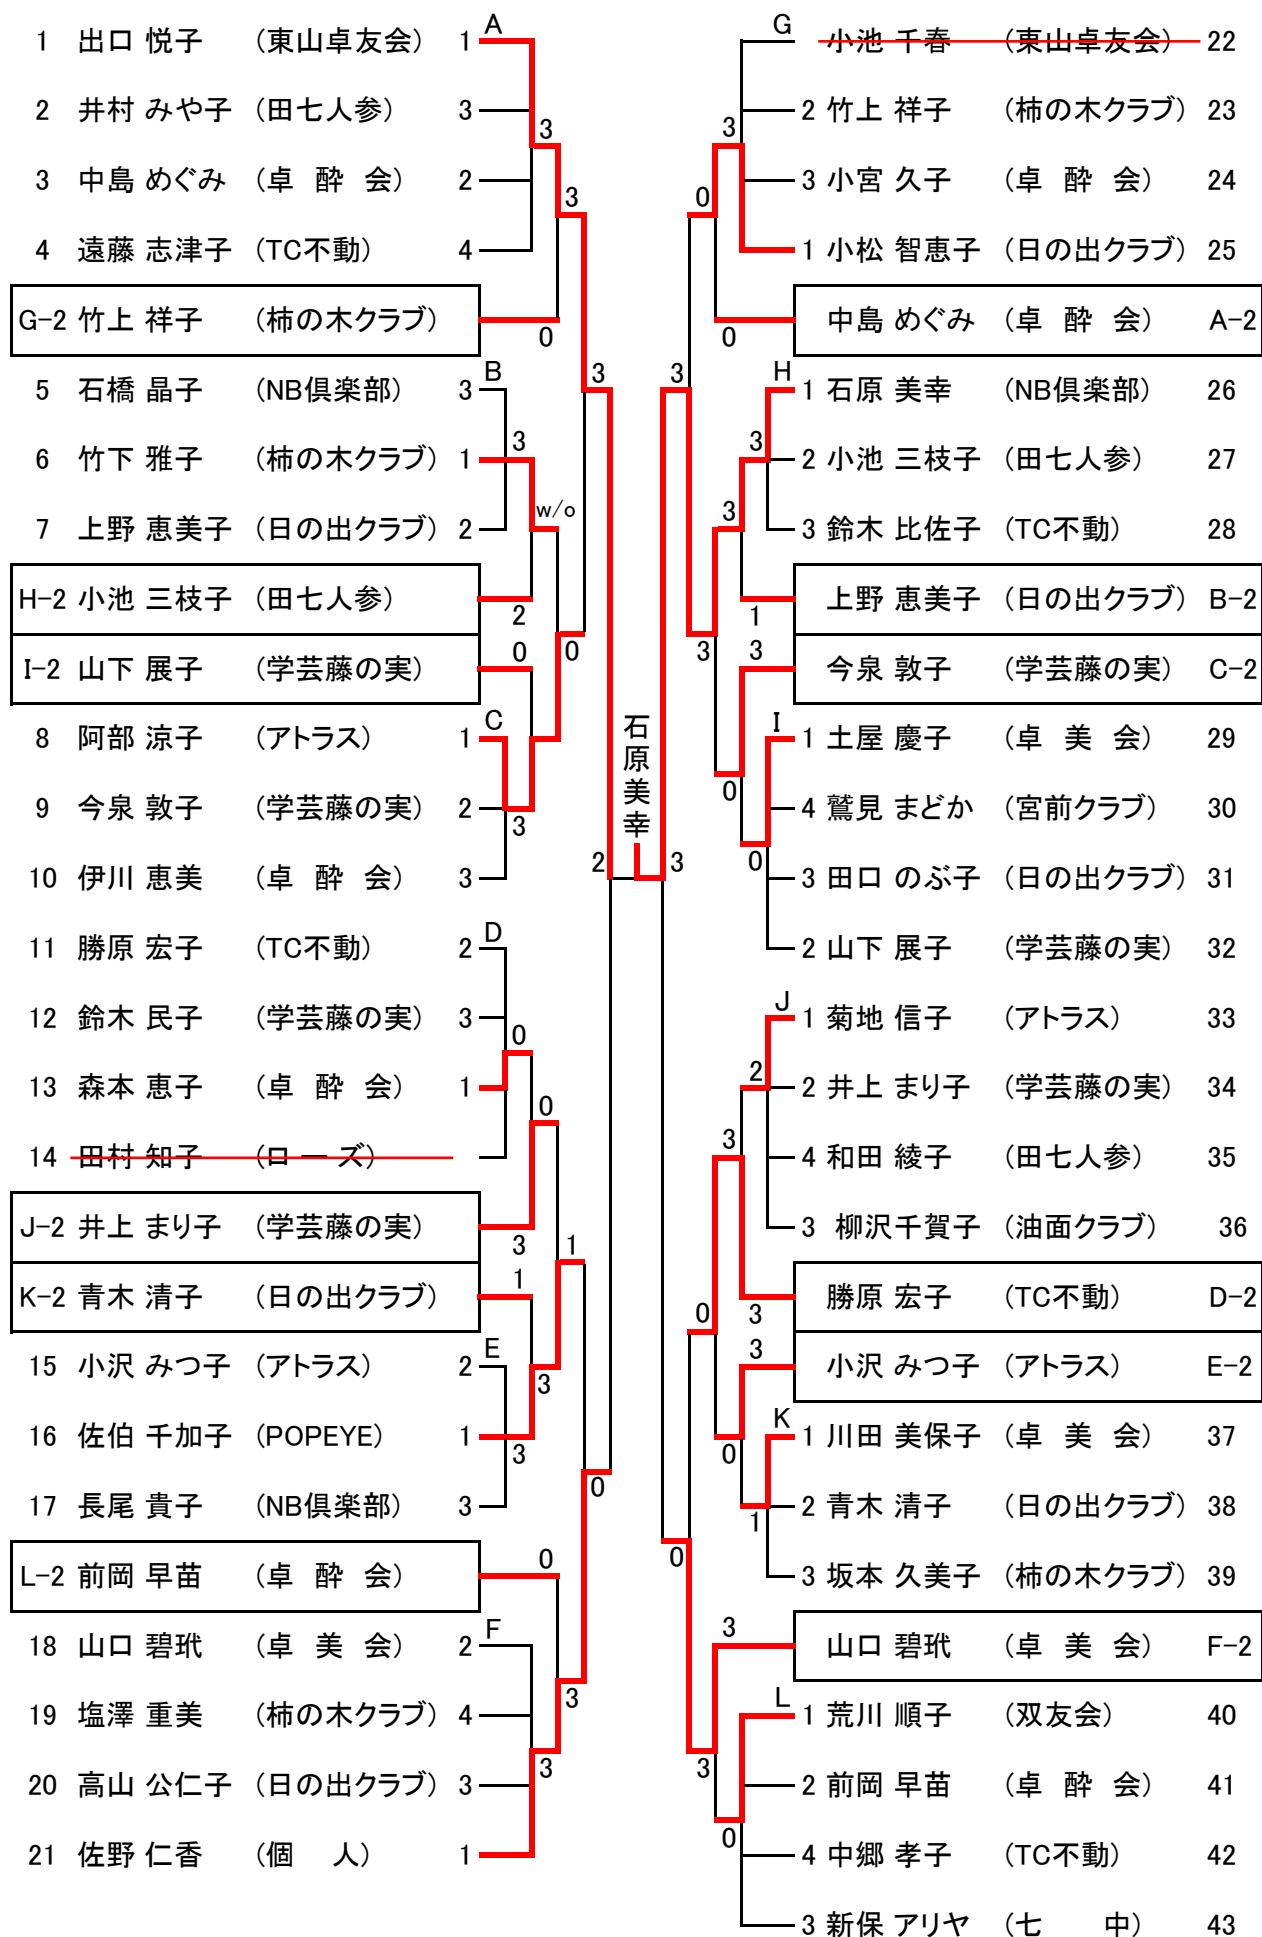 A
1 出口 悦子 (東山卓友会) 1
2 井村 みや子 (田七人参) 3
3
3 中島 めぐみ (卓 酔 会) 2
3
4 遠藤 志津子 (TC不動) 4
G-2 竹上 祥子 (柿の木クラブ)
0
B
3
5 石橋 晶子 (NB倶楽部) 3
3
6 竹下 雅子 (柿の木クラブ) 1
w/o
7 上野 恵美子 (日の出クラブ) 2
H-2 小池 三枝子 (田七人参)
2
0
0
I-2 山下 展子 (学芸藤の実)
C
8 阿部 涼子 (アトラス) 1
9 今泉 敦子 (学芸藤の実) 2
3
2
10 伊川 恵美 (卓 酔 会) 3
D
11 勝原 宏子 (TC不動) 2
12 鈴木 民子 (学芸藤の実) 3
0
13 森本 恵子 (卓 酔 会) 1
0
14 田村 知子 (ローズ)
J-2 井上 まり子 (学芸藤の実)
3
1
1
K-2 青木 清子 (日の出クラブ)
E
15 小沢 みつ子 (アトラス) 2
3
16 佐伯 千加子 (POPEYE) 1
3
0
17 長尾 貴子 (NB倶楽部) 3
0
L-2 前岡 早苗 (卓 酔 会)
F
18 山口 碧玳 (卓 美 会) 2
3
19 塩澤 重美 (柿の木クラブ) 4
3
20 高山 公仁子 (日の出クラブ) 3
21 佐野 仁香 (個 人) 1
石原美幸
G
小池 千春 (東山卓友会) 22
2 竹上 祥子 (柿の木クラブ) 23
3
3 小宮 久子 (卓 酔 会) 24
0
1 小松 智恵子 (日の出クラブ) 25
中島 めぐみ (卓 酔 会) A-2
0
H
3
1 石原 美幸 (NB倶楽部) 26
3
2 小池 三枝子 (田七人参) 27
3
3 鈴木 比佐子 (TC不動) 28
上野 恵美子 (日の出クラブ) B-2
1
3
3
今泉 敦子 (学芸藤の実) C-2
I
1 土屋 慶子 (卓 美 会) 29
0
4 鷲見 まどか (宮前クラブ) 30
0
3
3 田口 のぶ子 (日の出クラブ) 31
2 山下 展子 (学芸藤の実) 32
J
1 菊地 信子 (アトラス) 33
2
2 井上 まり子 (学芸藤の実) 34
3
4 和田 綾子 (田七人参) 35
3 柳沢千賀子 (油面クラブ) 36
勝原 宏子 (TC不動) D-2
0
3
3
小沢 みつ子 (アトラス) E-2
K
1 川田 美保子 (卓 美 会) 37
0
2 青木 清子 (日の出クラブ) 38
1
0
3 坂本 久美子 (柿の木クラブ) 39
3
山口 碧玳 (卓 美 会) F-2
L
1 荒川 順子 (双友会) 40
3
2 前岡 早苗 (卓 酔 会) 41
0
4 中郷 孝子 (TC不動) 42
3 新保 アリヤ (七 中) 43